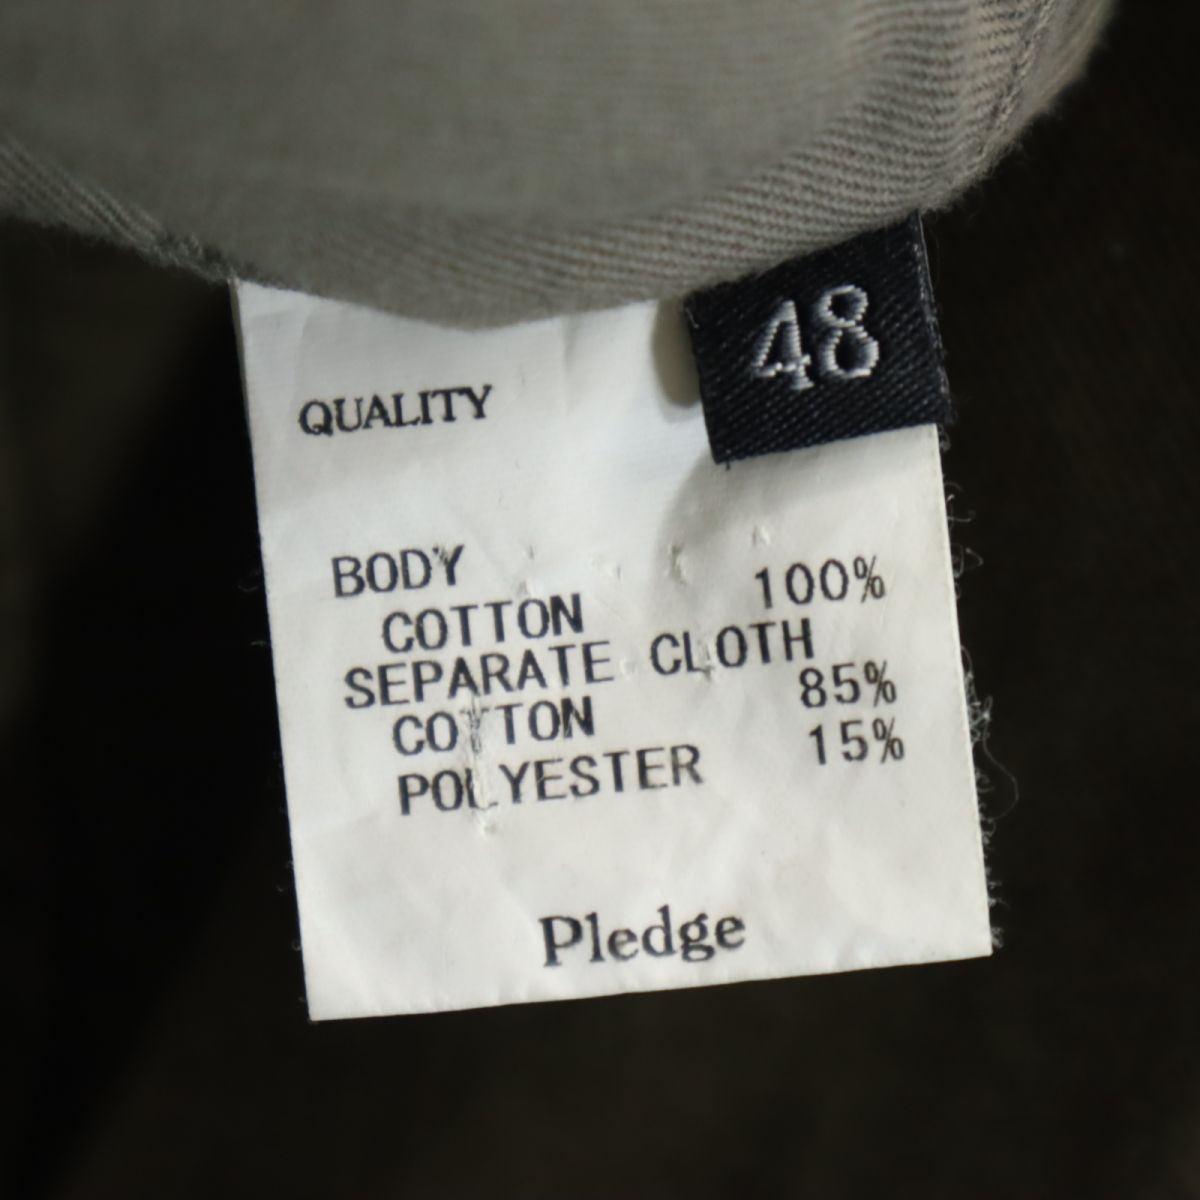 48
QUALITY
BODY
COTTON 100%
SEPARATE CLOTH
COTTON 85%
POLYESTER 15%
Pledge